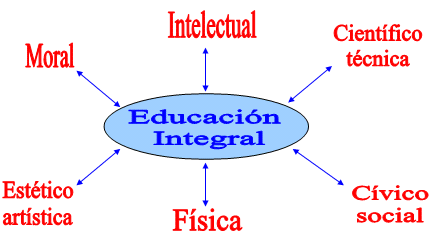 Intelectual
Científico
técnica
Moral
Educación
Integral
Estético
artística
Física
Cívico
social